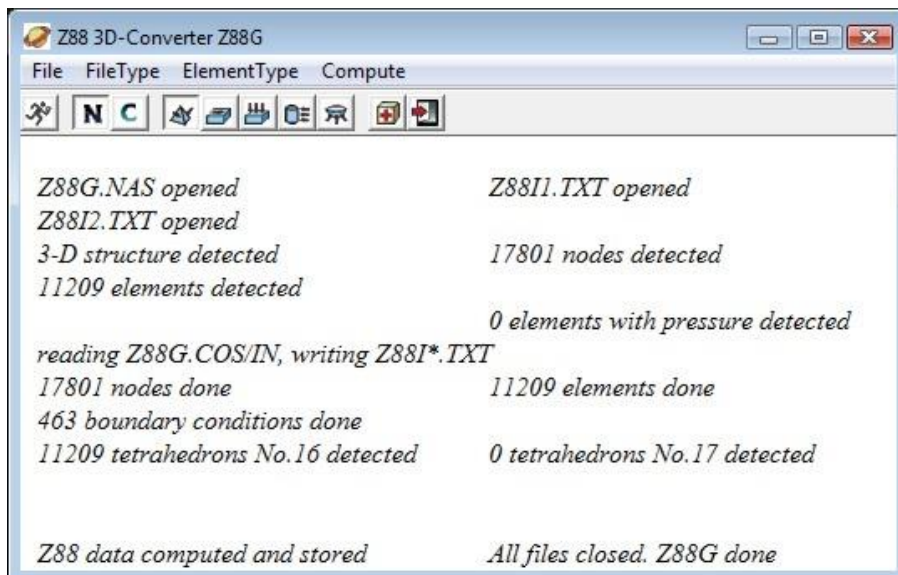 Z88 3D-Converter Z88G
File FileType ElementType Compute
N C
Z88G.NAS opened Z88I1.TXT opened
Z88I2.TXT opened
3-D structure detected 17801 nodes detected
11209 elements detected
0 elements with pressure detected
reading Z88G.COS/IN, writing Z88I*.TXT
17801 nodes done 11209 elements done
463 boundary conditions done
11209 tetrahedrons No.16 detected 0 tetrahedrons No.17 detected
Z88 data computed and stored All files closed. Z88G done